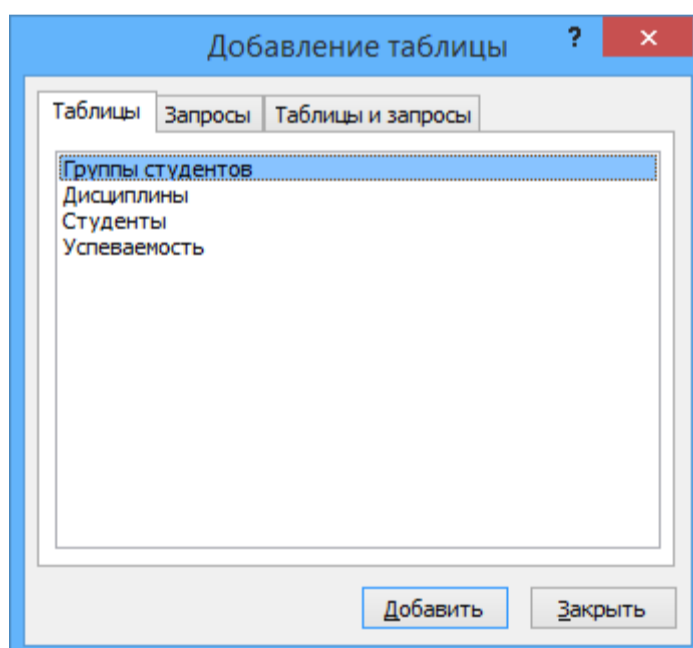 Добавление таблицы ? ×
Таблицы Запросы Таблицы и запросы
Группы студентов
Дисциплины
Студенты
Успеваемость
Добавить Закрыть